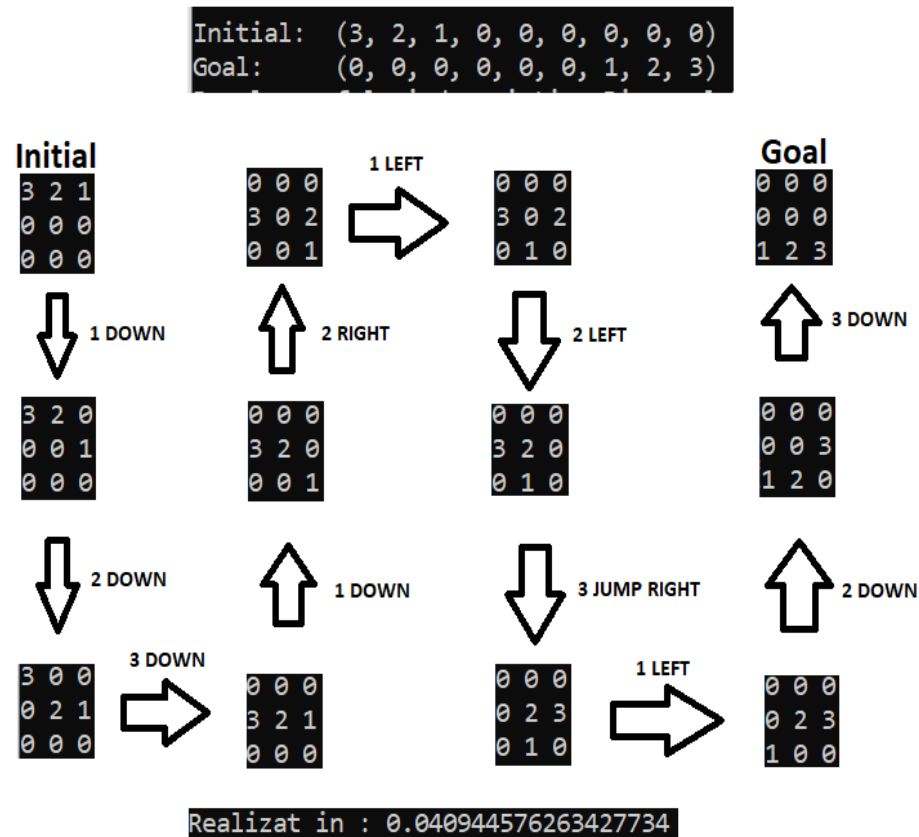 Initial: (3, 2, 1, 0, 0, 0, 0, 0, 0)
Goal: (0, 0, 0, 0, 0, 0, 1, 2, 3)
Initial
3 2 1
0 0 0
0 0 0
1 DOWN
3 2 0
0 0 1
0 0 0
2 DOWN
3 0 0
0 2 1
0 0 0
3 DOWN
0 0 0
3 2 1
0 0 0
1 DOWN
0 0 0
3 2 0
0 0 1
2 RIGHT
0 0 0
3 0 2
0 0 1
1 LEFT
0 0 0
3 0 2
0 1 0
2 LEFT
0 0 0
3 2 0
0 1 0
3 JUMP RIGHT
0 0 0
0 2 3
0 1 0
1 LEFT
0 0 0
0 2 3
1 0 0
2 DOWN
0 0 0
0 0 3
1 2 0
3 DOWN
Goal
0 0 0
0 0 0
1 2 3
Realizat in : 0.040944576263427734